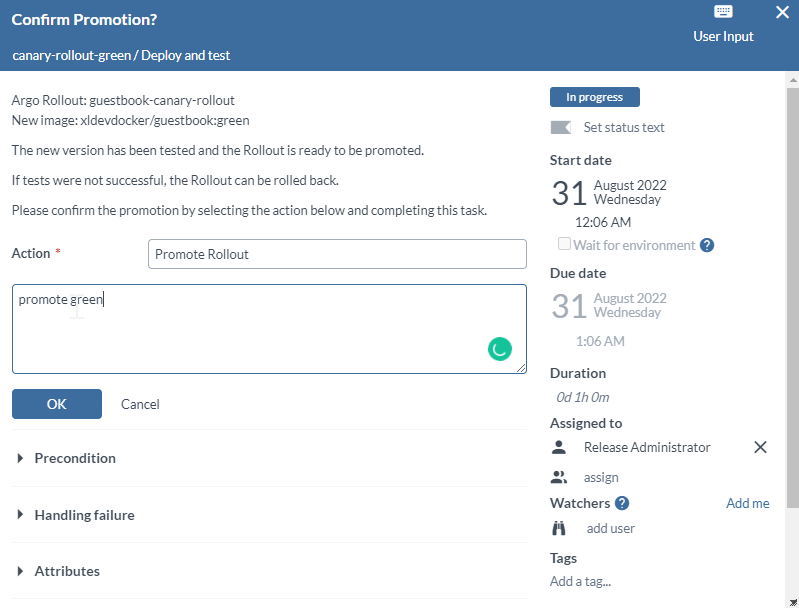 Confirm Promotion?
User Input
canary-rollout-green / Deploy and test
Argo Rollout: guestbook-canary-rollout
New image: xldevdocker/guestbook:green
The new version has been tested and the Rollout is ready to be promoted.
If tests were not successful, the Rollout can be rolled back.
Please confirm the promotion by selecting the action below and completing this task.
Action *
Promote Rollout
promote green
OK
Cancel
Precondition
Handling failure
Attributes
In progress
Set status text
Start date
31 August 2022
Wednesday
12:06 AM
Wait for environment ?
Due date
31 August 2022
Wednesday
1:06 AM
Duration
0d 1h 0m
Assigned to
Release Administrator
assign
Watchers ? Add me
add user
Tags
Add a tag...